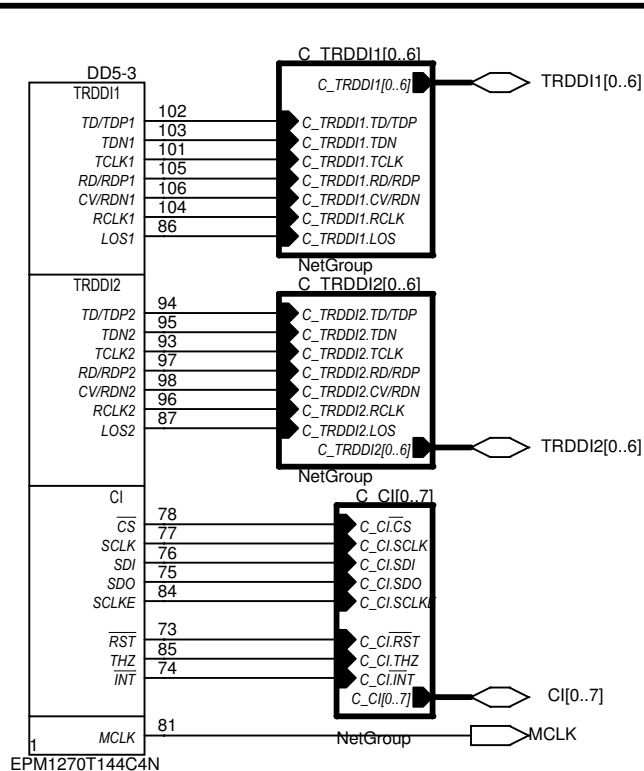 C_TRDDI1[0..6]
DD5-3
TRDDI1
C_TRDDI1[0..6]
TRDDI1[0..6]
TD/TDP1 102 C_TRDDI1.TD/TDP
TDN1 103 C_TRDDI1.TDN
TCLK1 101 C_TRDDI1.TCLK
RD/RDP1 105 C_TRDDI1.RD/RDP
CV/RDN1 106 C_TRDDI1.CV/RDN
RCLK1 104 C_TRDDI1.RCLK
LOS1 86 C_TRDDI1.LOS
NetGroup
TRDDI2
C_TRDDI2[0..6]
TD/TDP2 94 C_TRDDI2.TD/TDP
TDN2 95 C_TRDDI2.TDN
TCLK2 93 C_TRDDI2.TCLK
RD/RDP2 97 C_TRDDI2.RD/RDP
CV/RDN2 98 C_TRDDI2.CV/RDN
RCLK2 96 C_TRDDI2.RCLK
LOS2 87 C_TRDDI2.LOS
C_TRDDI2[0..6]
TRDDI2[0..6]
NetGroup
CI
C_CI[0..7]
CS 78 C_CI.CS
SCLK 77 C_CI.SCLK
SDI 76 C_CI.SDI
SDO 75 C_CI.SDO
SCLKE 84 C_CI.SCLKE
RST 73 C_CI.RST
THZ 85 C_CI.THZ
INT 74 C_CI.INT
C_CI[0..7]
CI[0..7]
NetGroup
MCLK 81 MCLK
1
EPM1270T144C4N